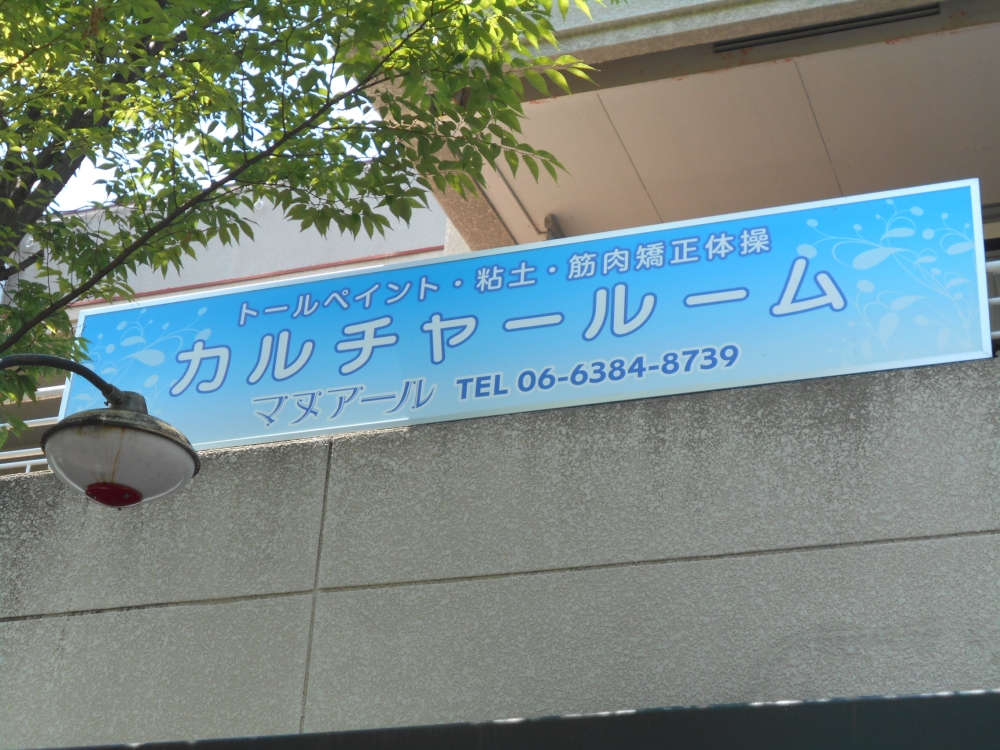 トールペイント・粘土・筋肉矯正体操
カルチャールーム
マヌアール TEL 06-6384-8739